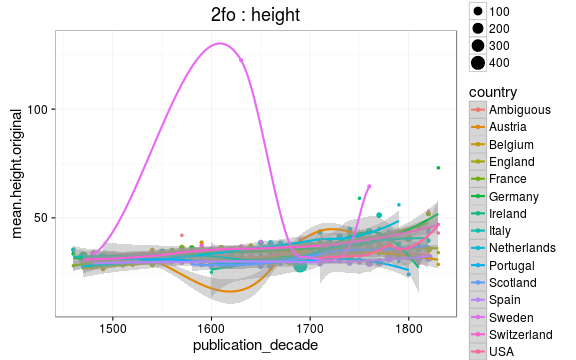 2fo : height
100
200
300
400
country
Ambiguous
Austria
Belgium
England
France
Germany
Ireland
Italy
Netherlands
Portugal
Scotland
Spain
Sweden
Switzerland
USA
mean.height.original
100
50
1500
1600
1700
1800
publication_decade